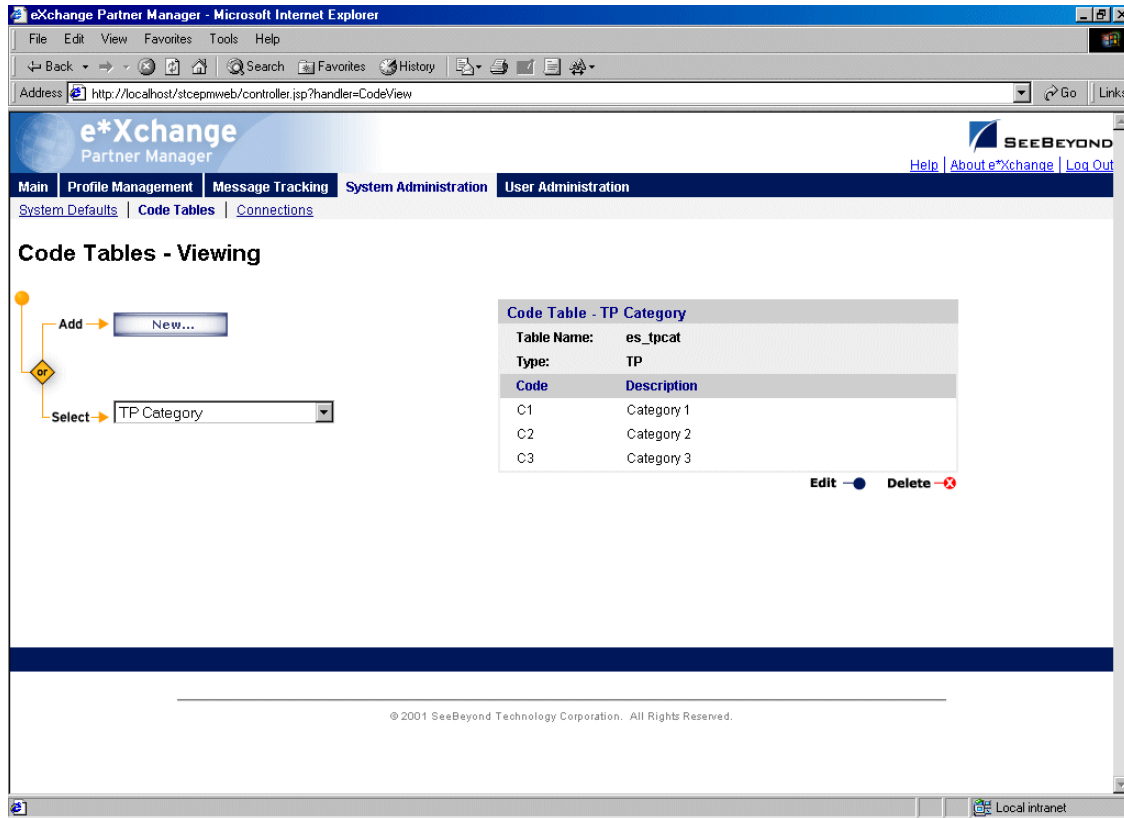 eXchange Partner Manager - Microsoft Internet Explorer
File Edit View Favorites Tools Help
Back Search Favorites History
Address http://localhost/stcepmweb/controller.jsp?handler=CodeView Go Links
e*Xchange
Partner Manager
SEEBEYOND
Help | About e*Xchange | Log Out
Main Profile Management Message Tracking System Administration User Administration
System Defaults | Code Tables | Connections
Code Tables - Viewing
Add New...
or
Select TP Category
Code Table - TP Category
Table Name: es_tpcat
Type: TP
Code Description
C1 Category 1
C2 Category 2
C3 Category 3
Edit Delete
© 2001 SeeBeyond Technology Corporation. All Rights Reserved.
Local intranet